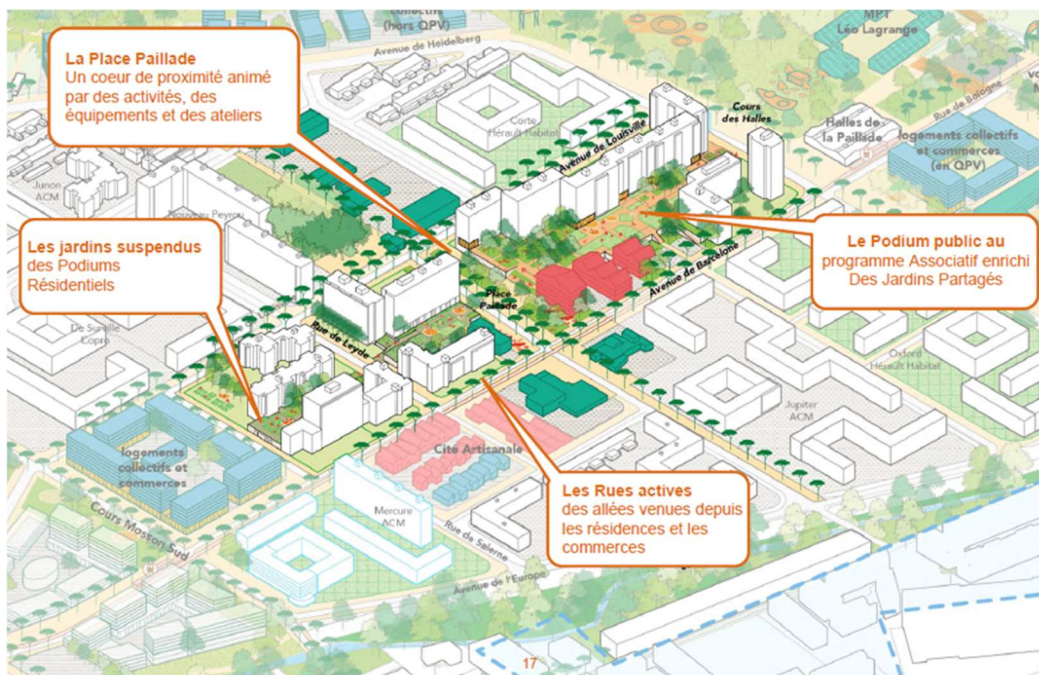 collectifs
(hors QPV)
MPT
Léo Lagrange
Avenue de Heidelberg
La Place Paillade
Un coeur de proximité animé
par des activités, des
équipements et des ateliers
Corte
Hérault Habitat
Avenue de Louisville
Cours
des Halles
Halles de
la Paillade
Rue de Bologne
logements collectifs
et commerces
(en QPV)
Junon
ACM
Nouveau Peyrou
Les jardins suspendus
des Podiums
Résidentiels
Le Podium public au
programme Associatif enrichi
Des Jardins Partagés
Avenue de Barcelone
Place
Paillade
Rue de Leyde
Oxford
Hérault Habitat
Jupiter
ACM
logements
collectifs et
commerces
Cité Artisanale
Les Rues actives
des allées venues depuis
les résidences et les
commerces
Mercure
ACM
Rue de Salerne
Cours Mosson Sud
Avenue de l'Europe
17